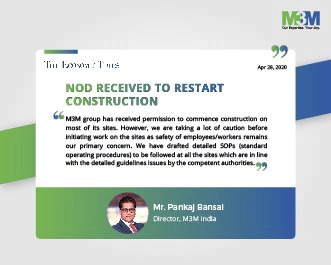 M3M
Our Expertise. Your Joy.
The Economic Times
Apr 28, 2020
NOD RECEIVED TO RESTART
CONSTRUCTION
M3M group has received permission to commence construction on
most of its sites. However, we are taking a lot of caution before
initiating work on the sites as safety of employees/workers remains
our primary concern. We have drafted detailed SOPs (standard
operating procedures) to be followed at all the sites which are in line
with the detailed guidelines issues by the competent authorities.
Mr. Pankaj Bansal
Director, M3M India